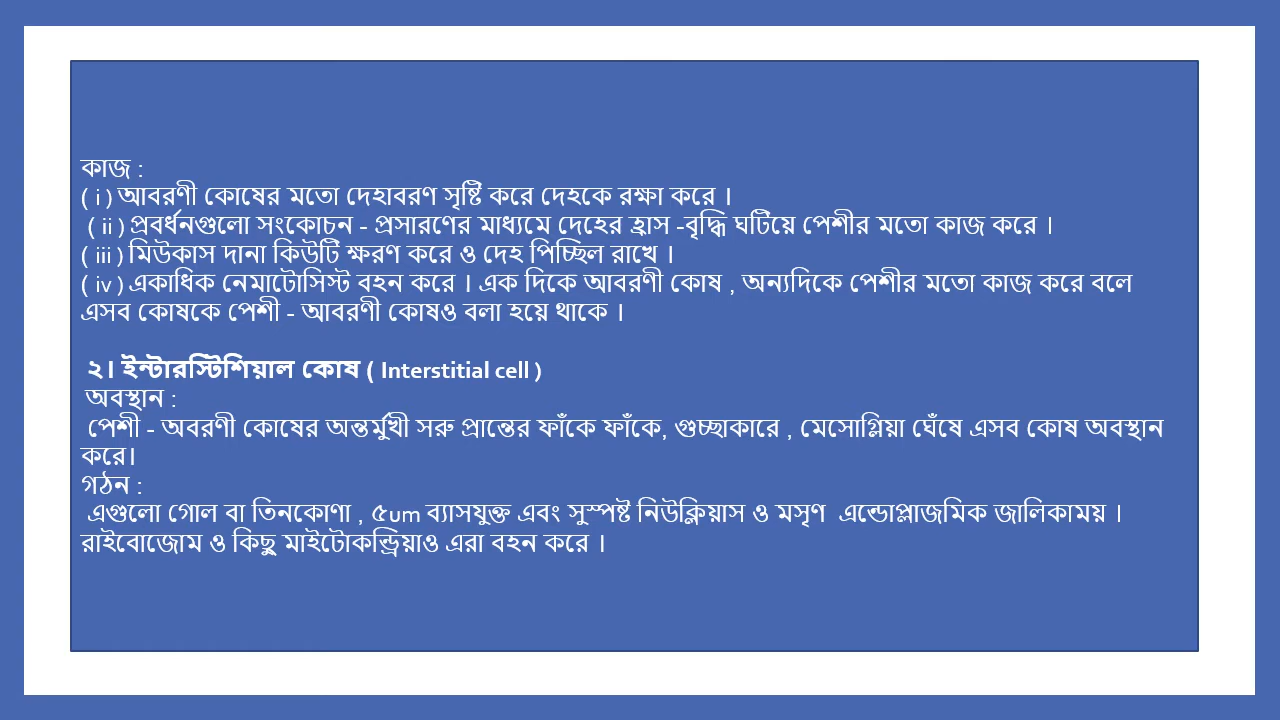 কাজ :
( i ) আবরণী কোষের মতো দেহাবরণ সৃষ্টি করে দেহকে রক্ষা করে ।
( ii ) প্রবর্ধনগুলো সংকোচন - প্রসারণের মাধ্যমে দেহের হ্রাস -বৃদ্ধি ঘটিয়ে পেশীর মতো কাজ করে ।
( iii ) মিউকাস দানা কিউটি ক্ষরণ করে ও দেহ পিচ্ছিল রাখে ।
( iv ) একাধিক নেমাটোসিস্ট বহন করে । এক দিকে আবরণী কোষ , অন্যদিকে পেশীর মতো কাজ করে বলে
এসব কোষকে পেশী - আবরণী কোষও বলা হয়ে থাকে ।
২। ইন্টারস্টিশিয়াল কোষ ( Interstitial cell )
অবস্থান :
পেশী - অবরণী কোষের অন্তর্মুখী সরু প্রান্তের ফাঁকে ফাঁকে, গুচ্ছাকারে , মেসোগ্লিয়া ঘেঁষে এসব কোষ অবস্থান
করে।
গঠন :
এগুলো গোল বা তিনকোণা , ৫um ব্যাসযুক্ত এবং সুস্পষ্ট নিউক্লিয়াস ও মসৃণ এন্ডোপ্লাজমিক জালিকাময় ।
রাইবোজোম ও কিছু মাইটোকন্ড্রিয়াও এরা বহন করে ।